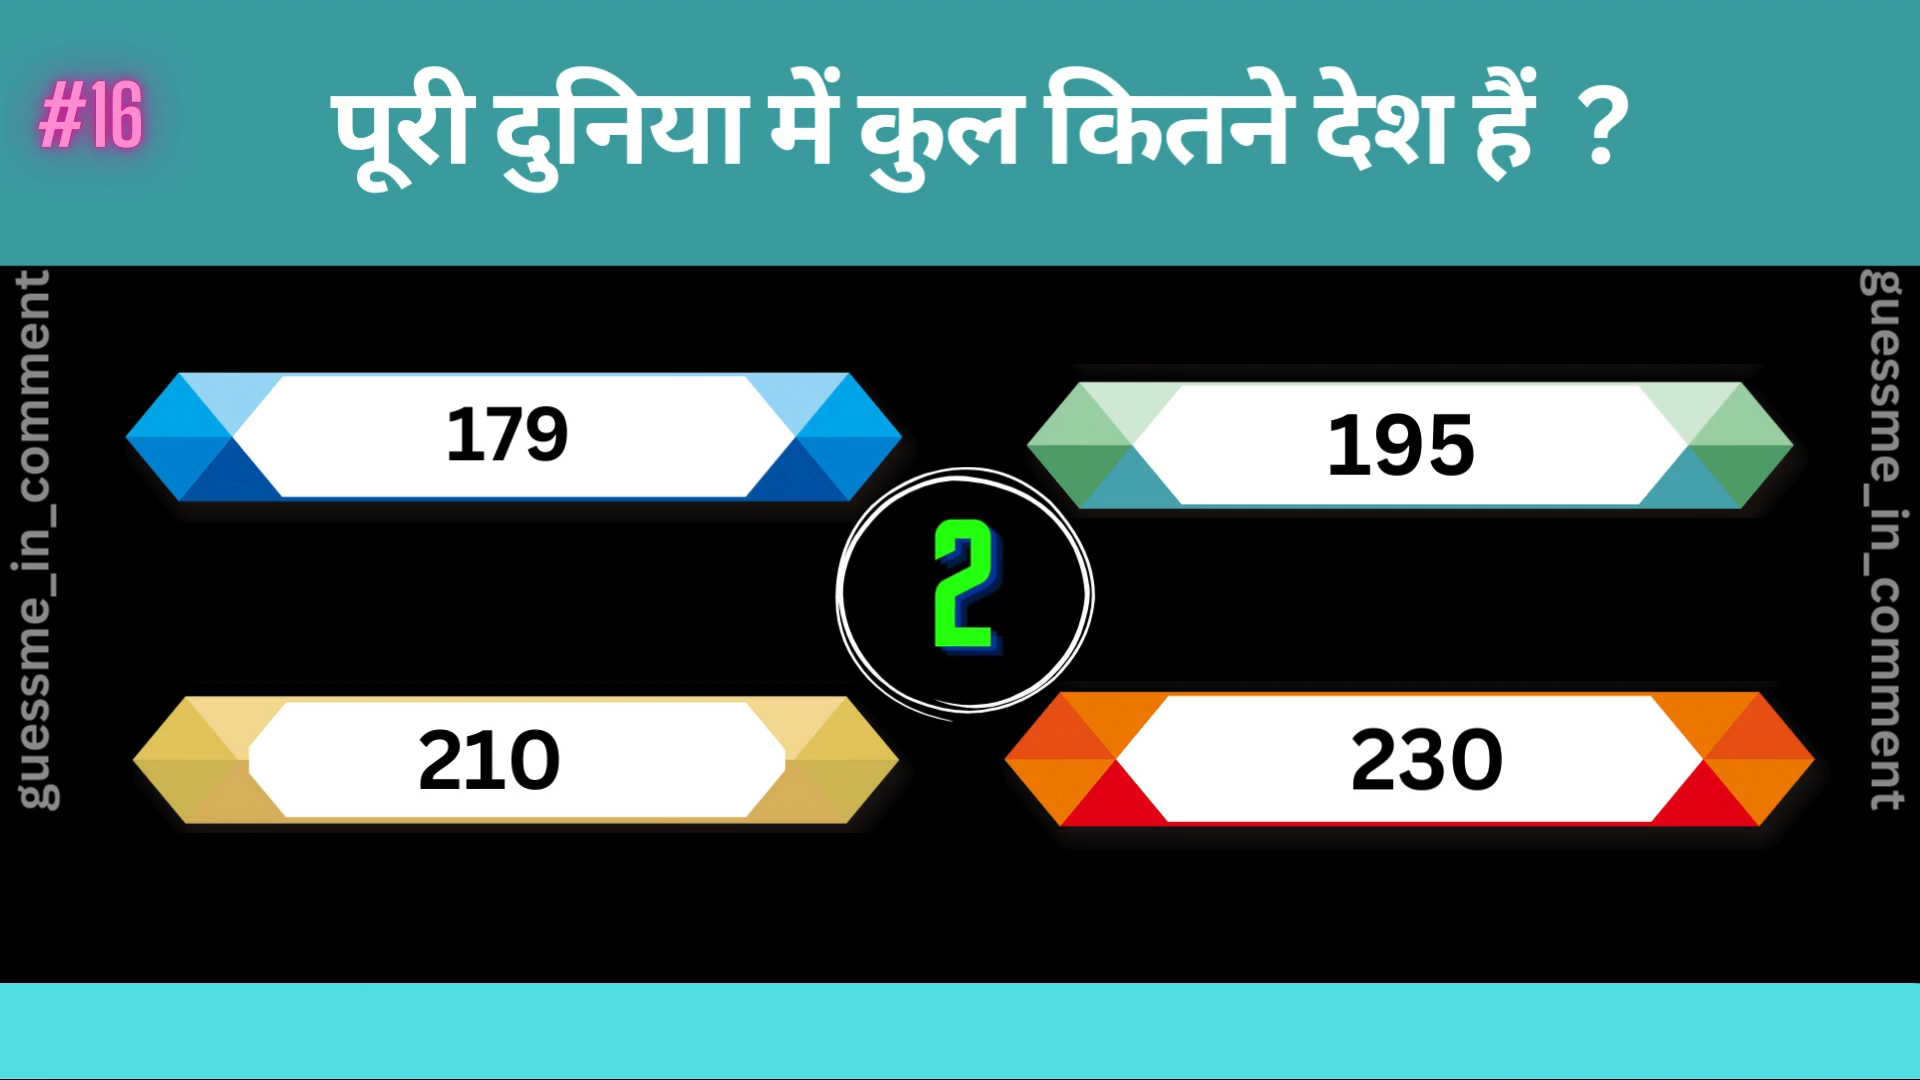 #16
पूरी दुनिया में कुल कितने देश हैं ?
guessme_in_comment
guessme_in_comment
179
195
2
210
230